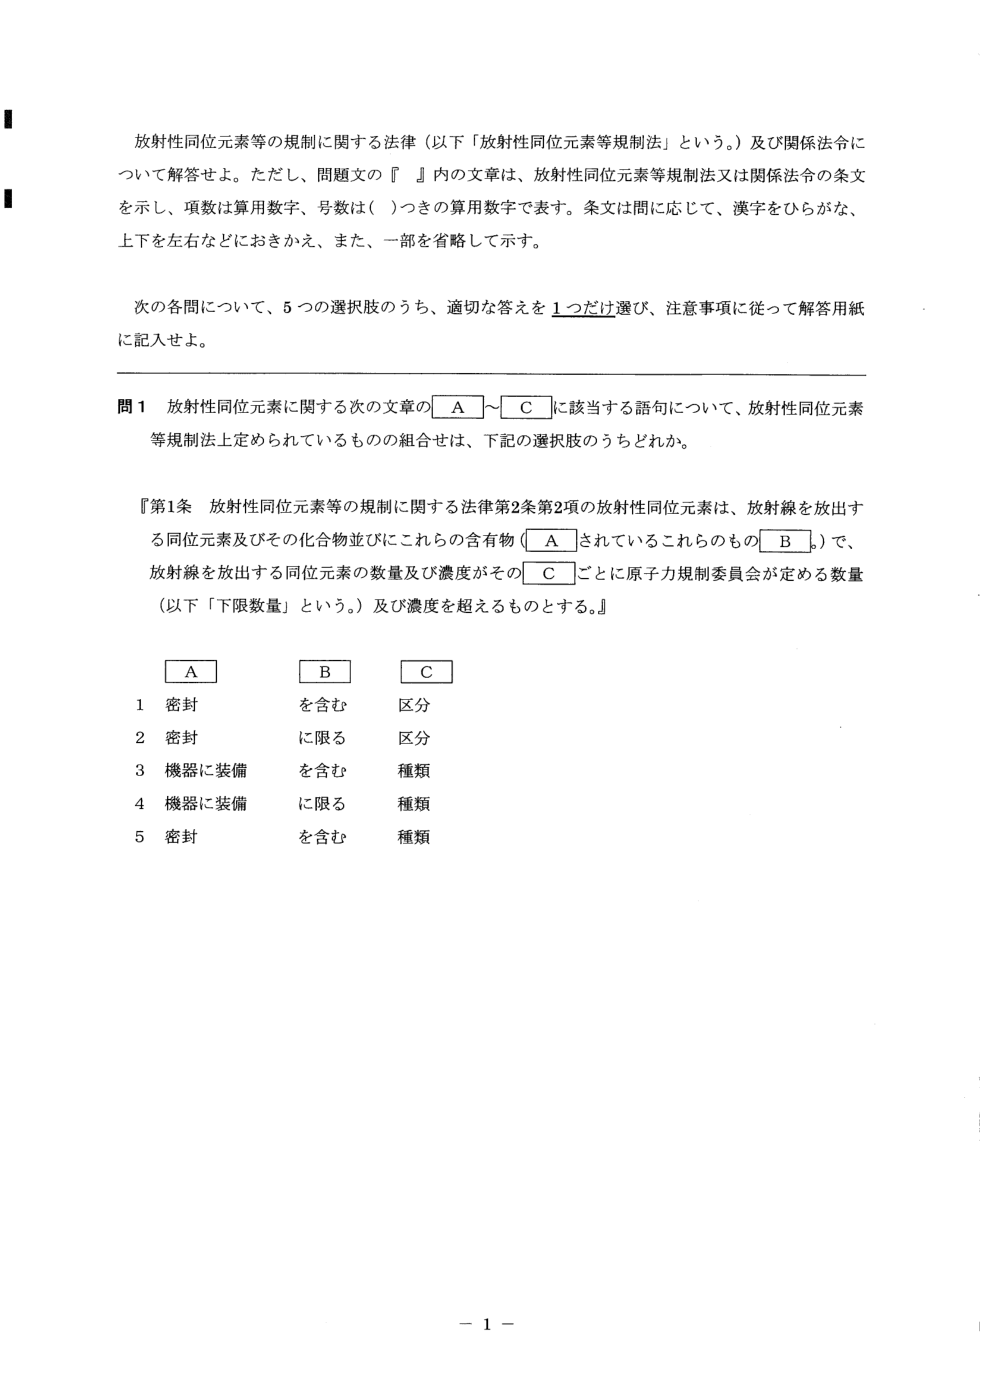 放射性同位元素等の規制に関する法律（以下「放射性同位元素等規制法」という。）及び関係法令に
ついて解答せよ。ただし、問題文の『　』内の文章は、放射性同位元素等規制法又は関係法令の条文
を示し、項数は算用数字、号数は(　)つきの算用数字で表す。条文は問に応じて、漢字をひらがな、
上下を左右などにおきかえ、また、一部を省略して示す。
次の各問について、5 つの選択肢のうち、適切な答えを 1 つだけ選び、注意事項に従って解答用紙
に記入せよ。
問1　放射性同位元素に関する次の文章の A ～ C に該当する語句について、放射性同位元素
等規制法上定められているものの組合せは、下記の選択肢のうちどれか。
『第1条　放射性同位元素等の規制に関する法律第2条第2項の放射性同位元素は、放射線を放出す
る同位元素及びその化合物並びにこれらの含有物( A されているこれらのもの B 。)で、
放射線を放出する同位元素の数量及び濃度がその C ごとに原子力規制委員会が定める数量
（以下「下限数量」という。）及び濃度を超えるものとする。』
A B C
1 密封 を含む 区分
2 密封 に限る 区分
3 機器に装備 を含む 種類
4 機器に装備 に限る 種類
5 密封 を含む 種類
― 1 ―